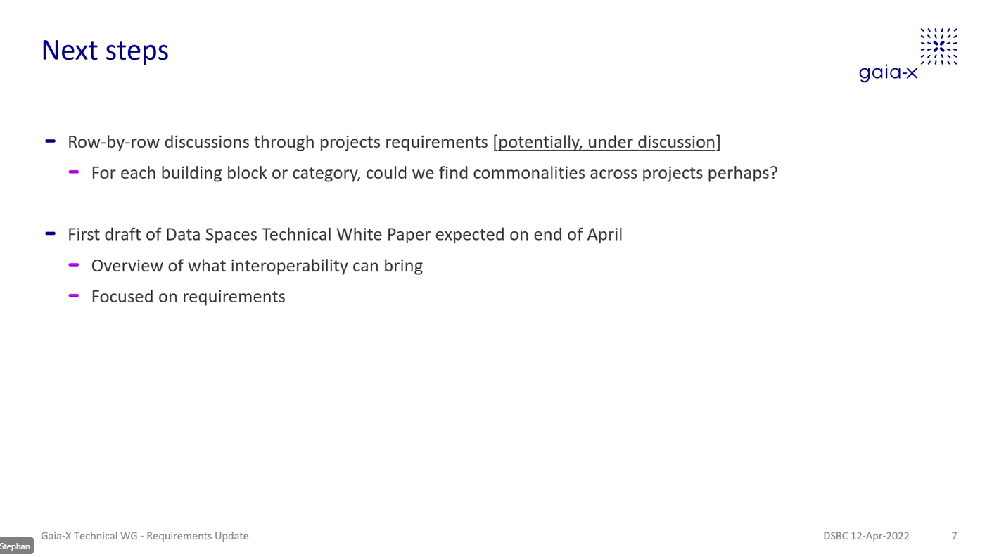 Next steps
gaia-x
Row-by-row discussions through projects requirements [potentially, under discussion]
For each building block or category, could we find commonalities across projects perhaps?
First draft of Data Spaces Technical White Paper expected on end of April
Overview of what interoperability can bring
Focused on requirements
Gaia-X Technical WG - Requirements Update
DSBC 12-Apr-2022
7
Stephan